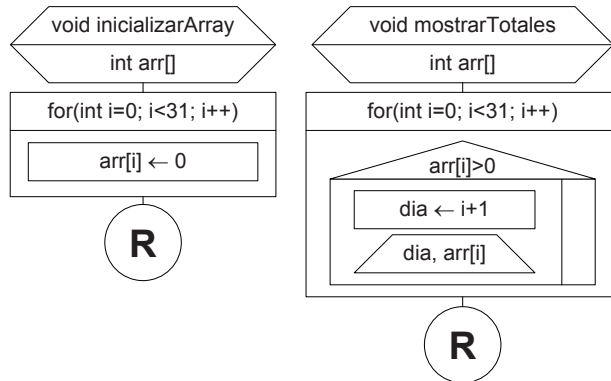 void inicializarArray
int arr[]
for(int i=0; i<31; i++)
arr[i] ← 0
R
void mostrarTotales
int arr[]
for(int i=0; i<31; i++)
arr[i]>0
dia ← i+1
dia, arr[i]
R